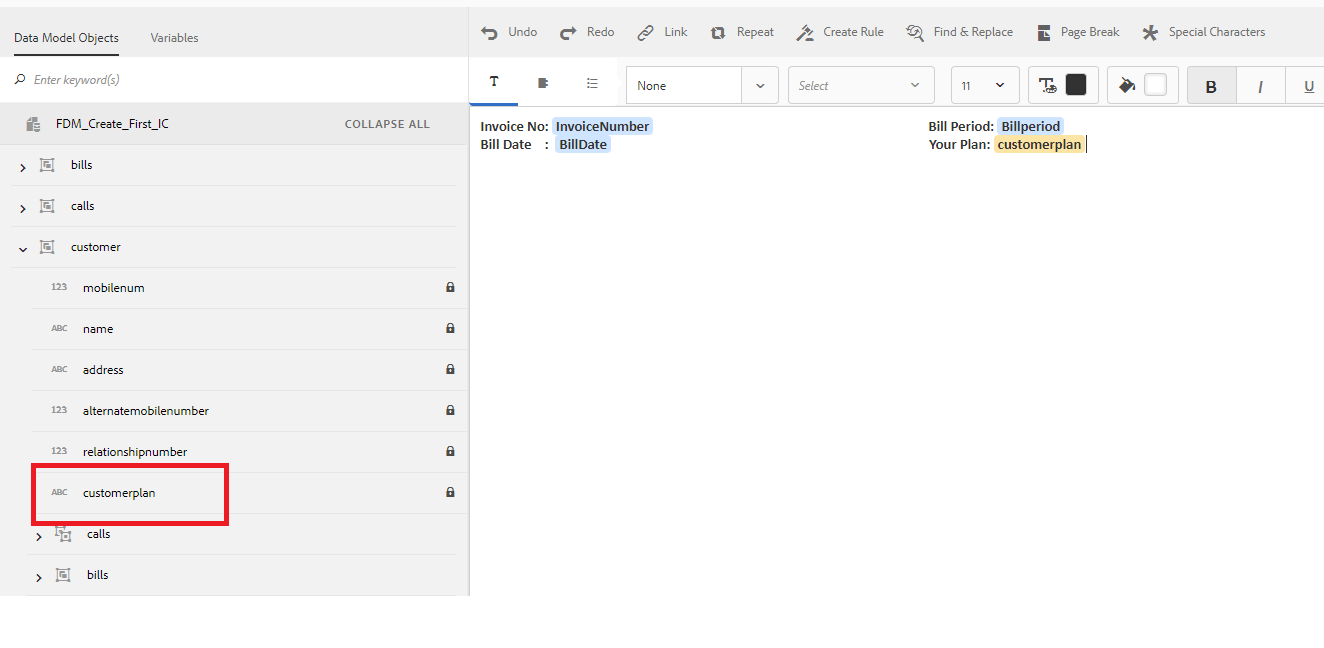 Data Model Objects Variables
Undo Redo Link Repeat Create Rule Find & Replace Page Break Special Characters
Enter keyword(s)
T None Select 11 T B I U
FDM_Create_First_IC COLLAPSE ALL
Invoice No: InvoiceNumber Bill Period: Billperiod
Bill Date : BillDate Your Plan: customerplan
bills
calls
customer
123 mobilenum
ABC name
ABC address
123 alternatemobilenumber
123 relationshipnumber
ABC customerplan
calls
bills